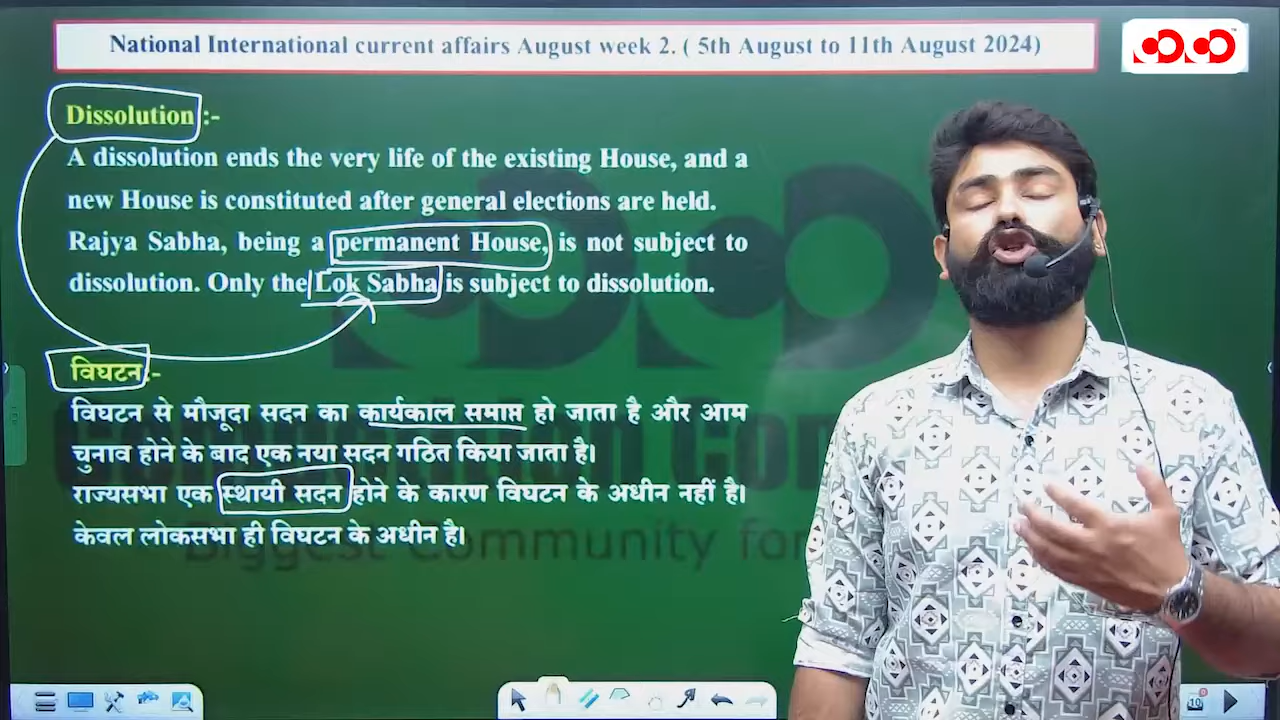 National International current affairs August week 2. ( 5th August to 11th August 2024)
Dissolution :-
A dissolution ends the very life of the existing House, and a
new House is constituted after general elections are held.
Rajya Sabha, being a permanent House, is not subject to
dissolution. Only the Lok Sabha is subject to dissolution.
विघटन:-
विघटन से मौजूदा सदन का कार्यकाल समाप्त हो जाता है और आम
चुनाव होने के बाद एक नया सदन गठित किया जाता है।
राज्यसभा एक स्थायी सदन होने के कारण विघटन के अधीन नहीं है।
केवल लोकसभा ही विघटन के अधीन है।
Biggest Community for